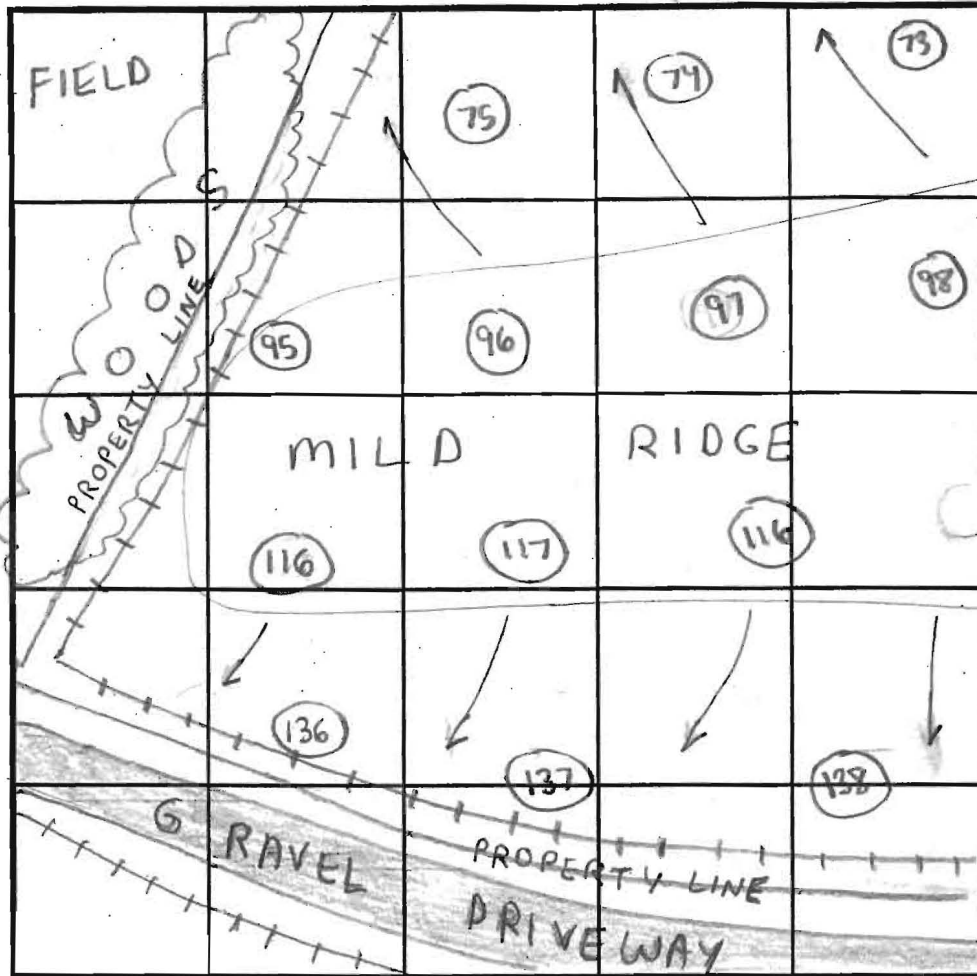 FIELD
75
74
73
WOODS
PROPERTY LINE
95
96
97
98
MILD RIDGE
116
117
116
136
137
138
GRAVEL DRIVEWAY
PROPERTY LINE